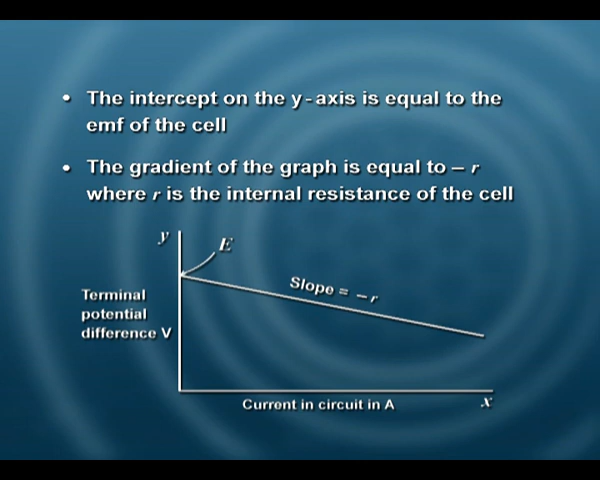 • The intercept on the y-axis is equal to the
emf of the cell
• The gradient of the graph is equal to – r
where r is the internal resistance of the cell
y
E
Slope = – r
Terminal
potential
difference V
Current in circuit in A
x